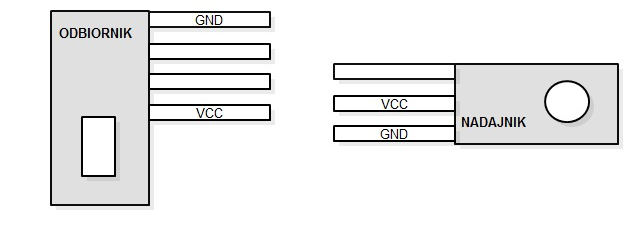 ODBIORNIK
GND
VCC
VCC
GND
NADAJNIK